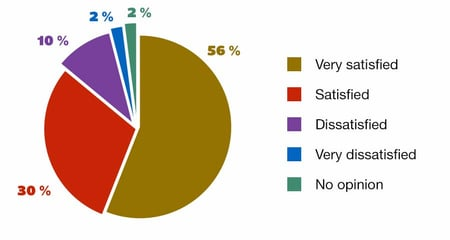 2 %
2 %
10 %
56 %
30 %
Very satisfied
Satisfied
Dissatisfied
Very dissatisfied
No opinion